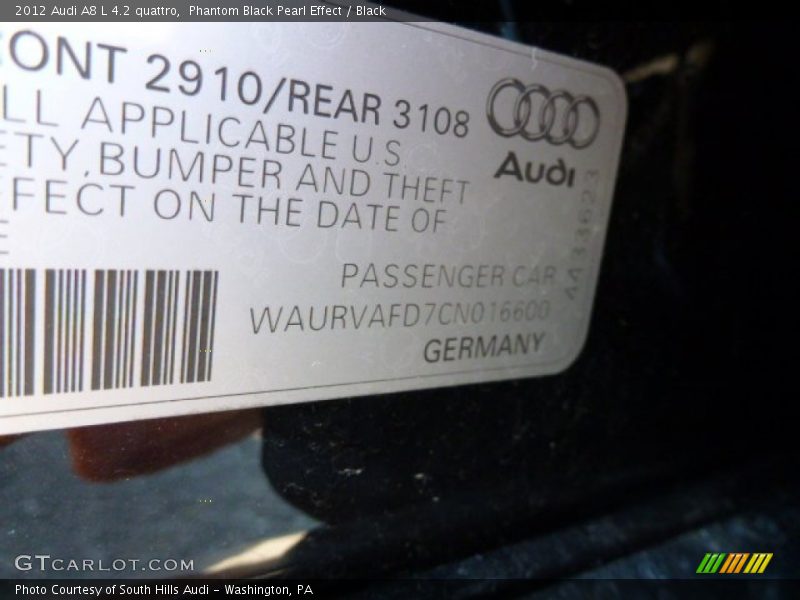 2012 Audi A8 L 4.2 quattro,  Phantom Black Pearl Effect / Black
ONT 2910/REAR 3108
LL APPLICABLE U.S
ETY,BUMPER AND THEFT
FFECT ON THE DATE OF
E
Audi
4433623
PASSENGER CAR
WAURVAFD7CN016600
GERMANY
GTCARLOT.COM
Photo Courtesy of South Hills Audi - Washington, PA